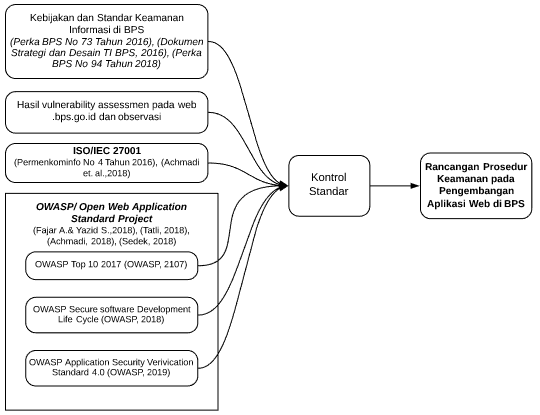 Kebijakan dan Standar Keamanan
Informasi di BPS
(Perka BPS No 73 Tahun 2016), (Dokumen
Strategi dan Desain TI BPS, 2016), (Perka
BPS No 94 Tahun 2018)
Hasil vulnerability assessmen pada web
.bps.go.id dan observasi
ISO/IEC 27001
(Permenkominfo No 4 Tahun 2016), (Achmadi
et. al.,2018)
OWASP/ Open Web Application
Standard Project
(Fajar A.& Yazid S.,2018), (Tatli, 2018),
(Achmadi, 2018), (Sedek, 2018)
OWASP Top 10 2017 (OWASP, 2107)
OWASP Secure software Development
Life Cycle (OWASP, 2018)
OWASP Application Security Verivication
Standard 4.0 (OWASP, 2019)
Kontrol
Standar
Rancangan Prosedur
Keamanan pada
Pengembangan
Aplikasi Web di BPS